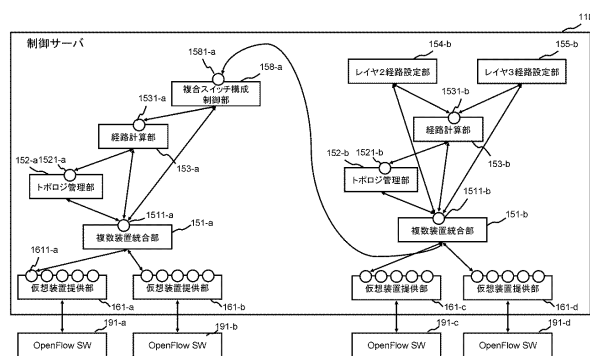 110
制御サーバ
1581-a
158-a
複合スイッチ構成
制御部
154-b
155-b
レイヤ2経路設定部
レイヤ3経路設定部
1531-a
経路計算部
153-a
1531-b
経路計算部
153-b
152-a
1521-a
トポロジ管理部
152-b
1521-b
トポロジ管理部
1511-a
151-a
複数装置統合部
1511-b
151-b
複数装置統合部
1611-a
仮想装置提供部
仮想装置提供部
仮想装置提供部
仮想装置提供部
161-a
161-b
161-c
161-d
191-a
191-b
191-c
191-d
OpenFlow SW
OpenFlow SW
OpenFlow SW
OpenFlow SW